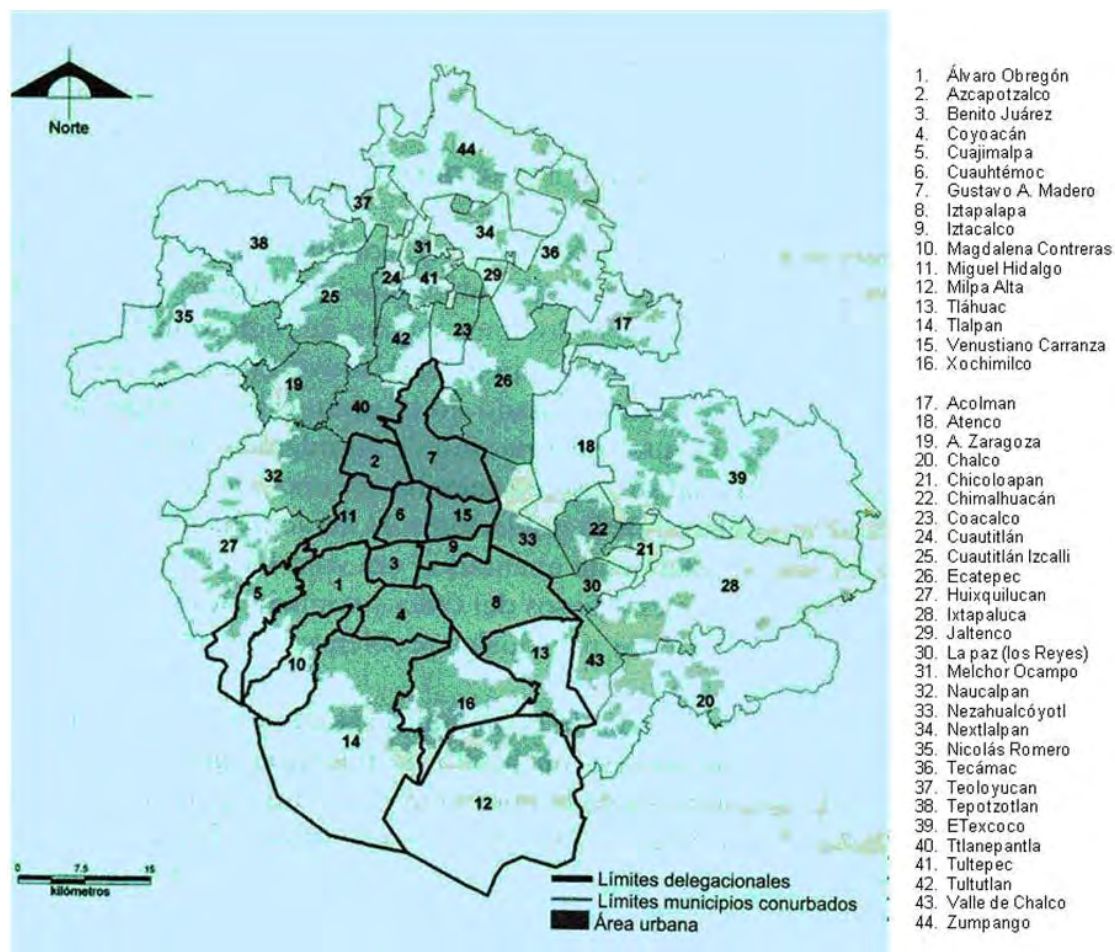 Norte
44
37
34
38
31
36
41
29
24
25
35
17
23
42
26
19
40
18
2
7
39
32
11
6
15
22
33
27
9
21
3
1
30
28
5
8
4
10
13
43
16
20
14
12
0 7.5 15
kilómetros
Límites delegacionales
Límites municipios conurbados
Área urbana
1. Álvaro Obregón
2. Azcapotzalco
3. Benito Juárez
4. Coyoacán
5. Cuajimalpa
6. Cuauhtémoc
7. Gustavo A. Madero
8. Iztapalapa
9. Iztacalco
10. Magdalena Contreras
11. Miguel Hidalgo
12. Milpa Alta
13. Tláhuac
14. Tlalpan
15. Venustiano Carranza
16. Xochimilco
17. Acolman
18. Atenco
19. A. Zaragoza
20. Chalco
21. Chicoloapan
22. Chimalhuacán
23. Coacalco
24. Cuautitlán
25. Cuautitlán Izcalli
26. Ecatepec
27. Huixquilucan
28. Ixtapaluca
29. Jaltenco
30. La paz (los Reyes)
31. Melchor Ocampo
32. Naucalpan
33. Nezahualcóyotl
34. Nextlalpan
35. Nicolás Romero
36. Tecámac
37. Teoloyucan
38. Tepotzotlan
39. ETexcoco
40. Ttlanepantla
41. Tultepec
42. Tultutlan
43. Valle de Chalco
44. Zumpango